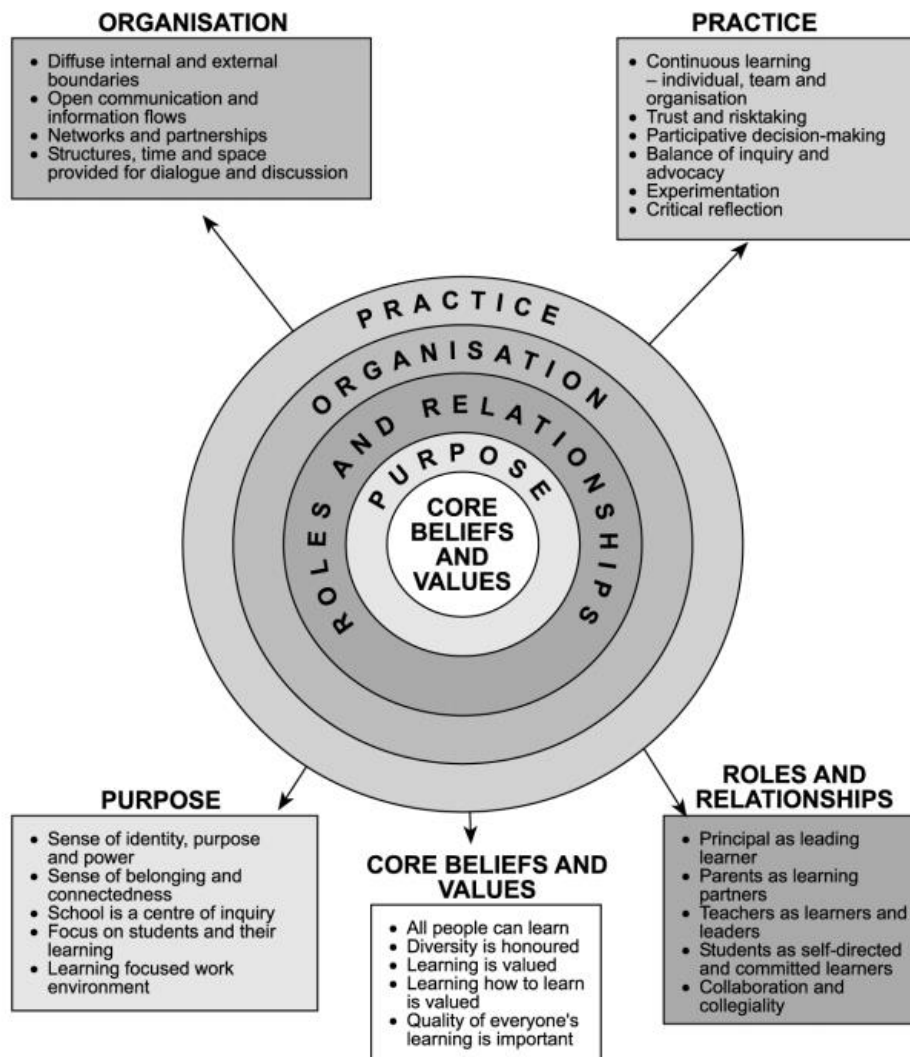 ORGANISATION
• Diffuse internal and external
boundaries
• Open communication and
information flows
• Networks and partnerships
• Structures, time and space
provided for dialogue and discussion
PRACTICE
• Continuous learning
– individual, team and
organisation
• Trust and risktaking
• Participative decision-making
• Balance of inquiry and
advocacy
• Experimentation
• Critical reflection
PRACTICE
ORGANISATION
ROLES AND RELATIONSHIPS
PURPOSE
CORE
BELIEFS
AND
VALUES
PURPOSE
• Sense of identity, purpose
and power
• Sense of belonging and
connectedness
• School is a centre of inquiry
• Focus on students and their
learning
• Learning focused work
environment
CORE BELIEFS AND
VALUES
• All people can learn
• Diversity is honoured
• Learning is valued
• Learning how to learn
is valued
• Quality of everyone's
learning is important
ROLES AND
RELATIONSHIPS
• Principal as leading
learner
• Parents as learning
partners
• Teachers as learners and
leaders
• Students as self-directed
and committed learners
• Collaboration and
collegiality